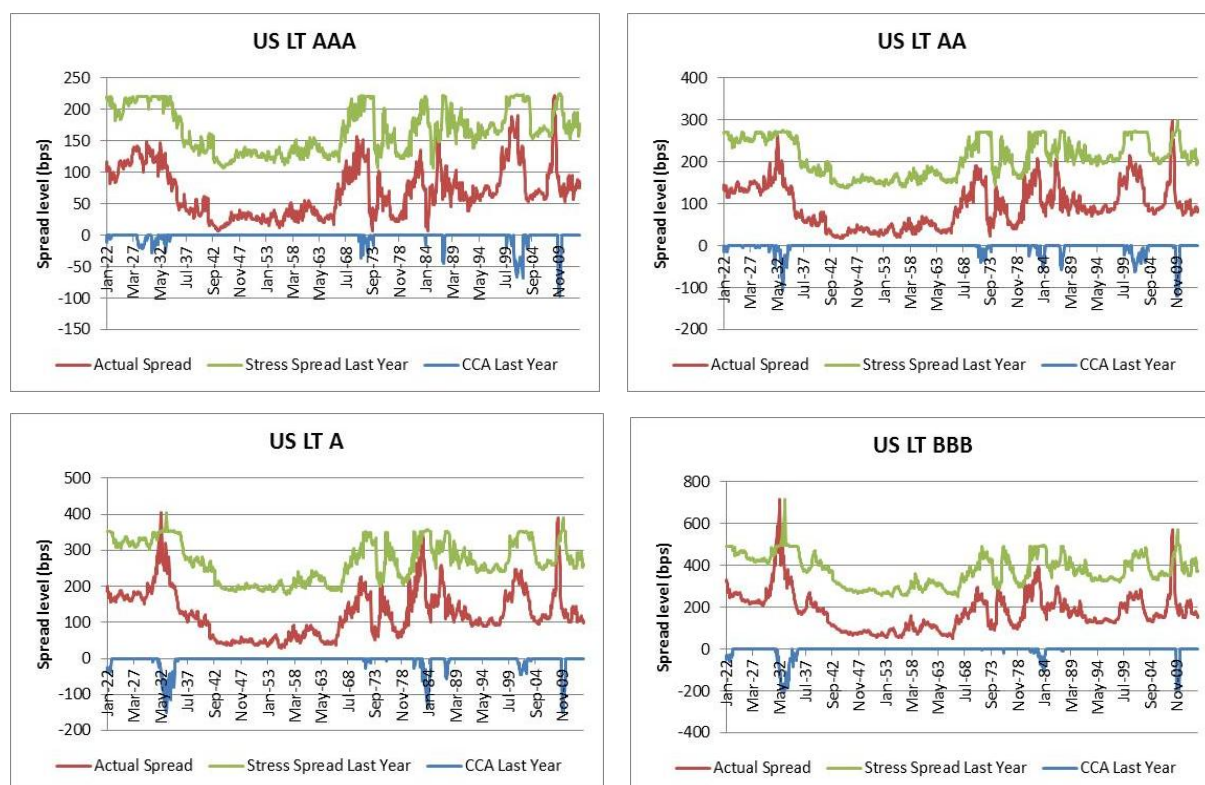 US LT AAA
Spread level (bps)
250
200
150
100
50
0
-50
-100
-150
Jan-22 Mar-27 May-32 Jul-37 Sep-42 Nov-47 Jan-53 Mar-58 May-63 Jul-68 Sep-73 Nov-78 Jan-84 Mar-89 May-94 Jul-99 Sep-04 Nov-09
Actual Spread Stress Spread Last Year CCA Last Year
US LT AA
Spread level (bps)
400
300
200
100
0
-100
-200
Jan-22 Mar-27 May-32 Jul-37 Sep-42 Nov-47 Jan-53 Mar-58 May-63 Jul-68 Sep-73 Nov-78 Jan-84 Mar-89 May-94 Jul-99 Sep-04 Nov-09
Actual Spread Stress Spread Last Year CCA Last Year
US LT A
Spread level (bps)
500
400
300
200
100
0
-100
-200
Jan-22 Mar-27 May-32 Jul-37 Sep-42 Nov-47 Jan-53 Mar-58 May-63 Jul-68 Sep-73 Nov-78 Jan-84 Mar-89 May-94 Jul-99 Sep-04 Nov-09
Actual Spread Stress Spread Last Year CCA Last Year
US LT BBB
Spread level (bps)
800
600
400
200
0
-200
-400
Jan-22 Mar-27 May-32 Jul-37 Sep-42 Nov-47 Jan-53 Mar-58 May-63 Jul-68 Sep-73 Nov-78 Jan-84 Mar-89 May-94 Jul-99 Sep-04 Nov-09
Actual Spread Stress Spread Last Year CCA Last Year